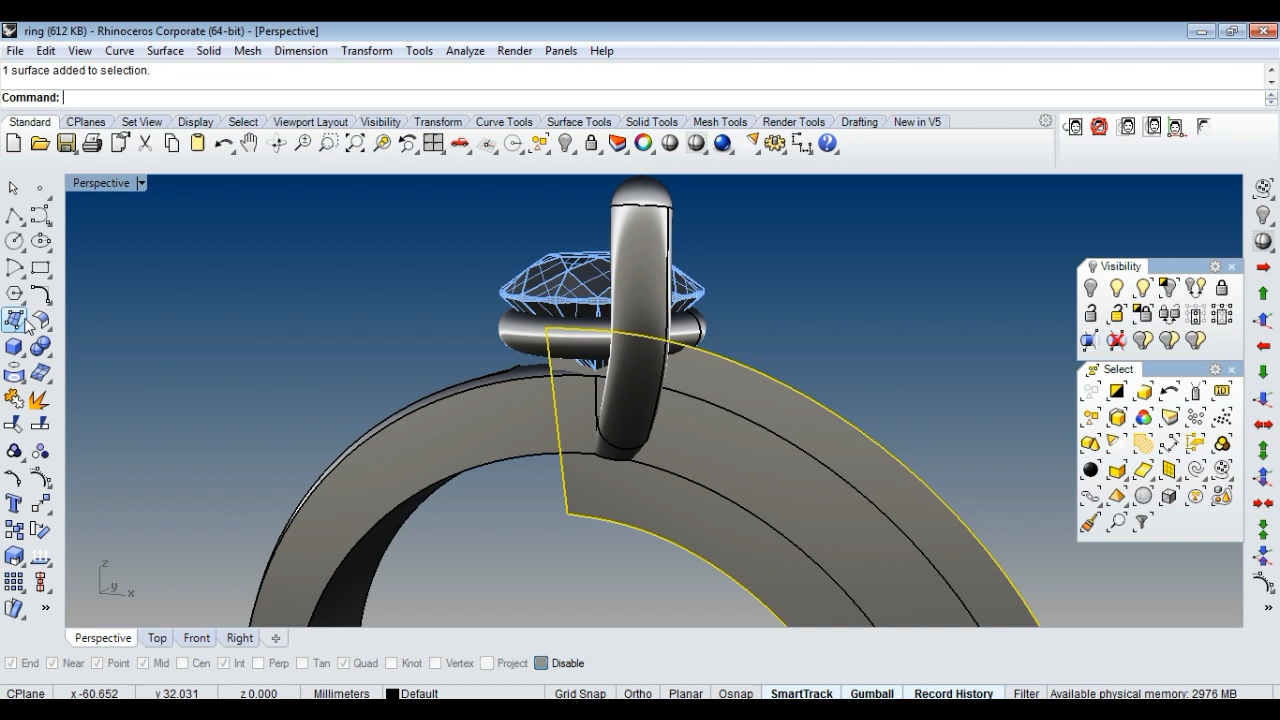 ring (612 KB) - Rhinoceros Corporate (64-bit) - [Perspective]
File Edit View Curve Surface Solid Mesh Dimension Transform Tools Analyze Render Panels Help
1 surface added to selection.
Command:
Standard CPlanes Set View Display Select Viewport Layout Visibility Transform Curve Tools Surface Tools Solid Tools Mesh Tools Render Tools Drafting New in V5
Perspective
Visibility
Select
z
y x
Perspective Top Front Right
End Near Point Mid Cen Int Perp Tan Quad Knot Vertex Project Disable
CPlane x -60.652 y 32.031 z 0.000 Millimeters Default Grid Snap Ortho Planar Osnap SmartTrack Gumball Record History Filter Available physical memory: 2976 MB